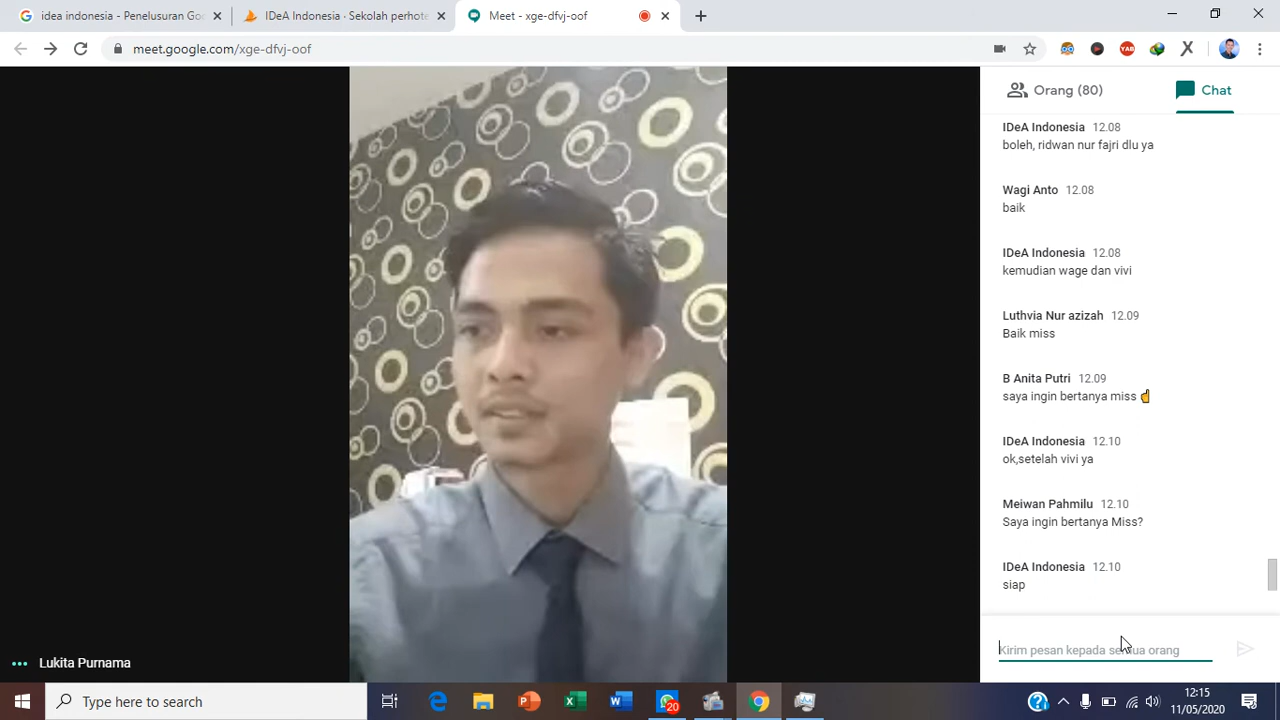 idea indonesia - Penelusuran Goo
IDeA Indonesia · Sekolah perhote
Meet - xge-dfvj-oof
meet.google.com/xge-dfvj-oof
YAB
Orang (80)
Chat
IDeA Indonesia 12.08
boleh, ridwan nur fajri dlu ya
Wagi Anto 12.08
baik
IDeA Indonesia 12.08
kemudian wage dan vivi
Luthvia Nur azizah 12.09
Baik miss
B Anita Putri 12.09
saya ingin bertanya miss ☝
IDeA Indonesia 12.10
ok,setelah vivi ya
Meiwan Pahmilu 12.10
Saya ingin bertanya Miss?
IDeA Indonesia 12.10
siap
Kirim pesan kepada semua orang
Lukita Purnama
Type here to search
20
12:15
11/05/2020